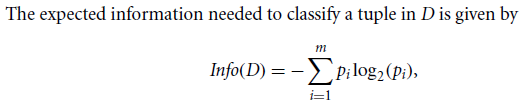 The expected information needed to classify a tuple in D is given by
Info(D) = − ∑_{i=1}^{m} p_i log_2(p_i),